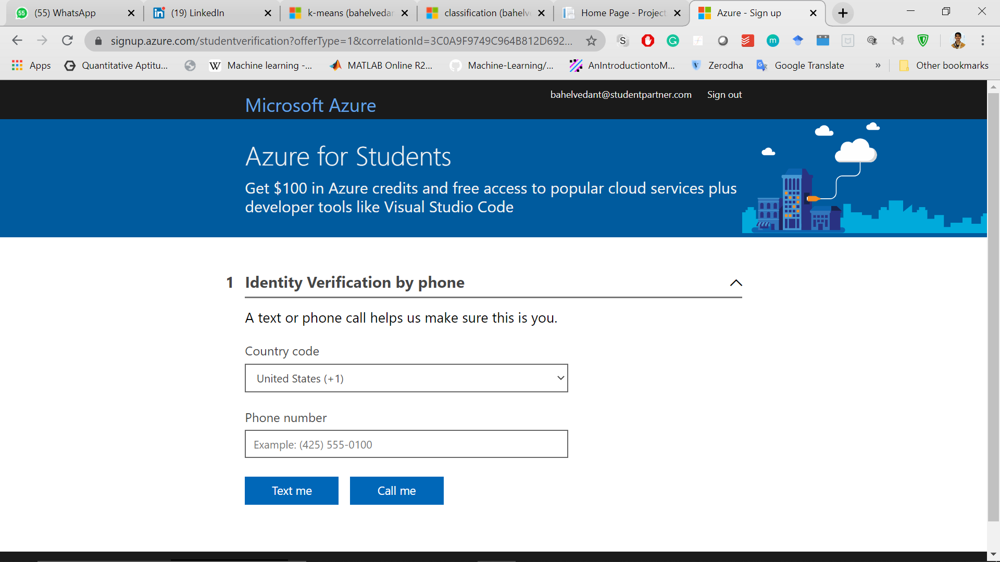 55 (55) WhatsApp
in (19) LinkedIn
k-means (bahelvedan
classification (bahelve
Home Page - Project
Azure - Sign up
signup.azure.com/studentverification?offerType=1&correlationId=3C0A9F9749C964B812D692...
Apps
Quantitative Aptitu...
W Machine learning -...
MATLAB Online R2...
Machine-Learning/...
AnIntroductiontoM...
Zerodha
Google Translate
»
Other bookmarks
Microsoft Azure
bahelvedant@studentpartner.com
Sign out
Azure for Students
Get $100 in Azure credits and free access to popular cloud services plus
developer tools like Visual Studio Code
1 Identity Verification by phone
A text or phone call helps us make sure this is you.
Country code
United States (+1)
Phone number
Example: (425) 555-0100
Text me
Call me